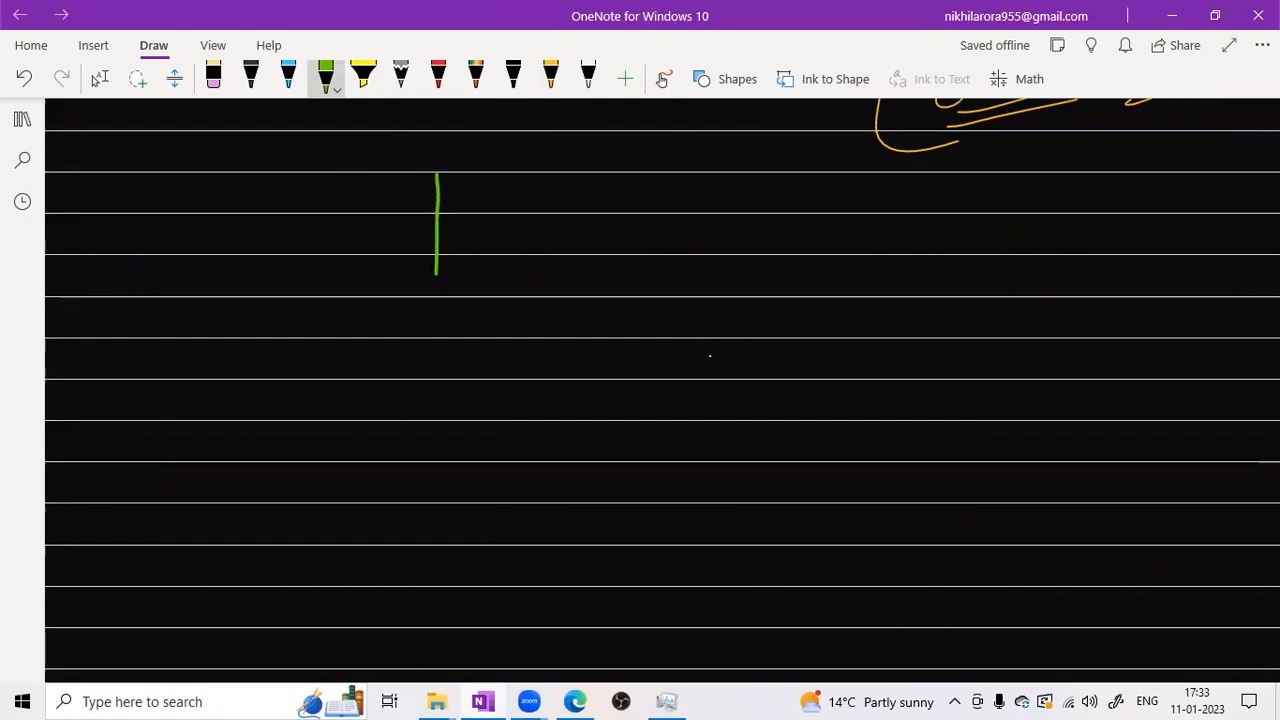 OneNote for Windows 10
nikhilarora955@gmail.com
Home Insert Draw View Help
Saved offline
Share
Shapes
Ink to Shape
Ink to Text
Math
Type here to search
zoom
14°C Partly sunny
ENG
17:33
11-01-2023